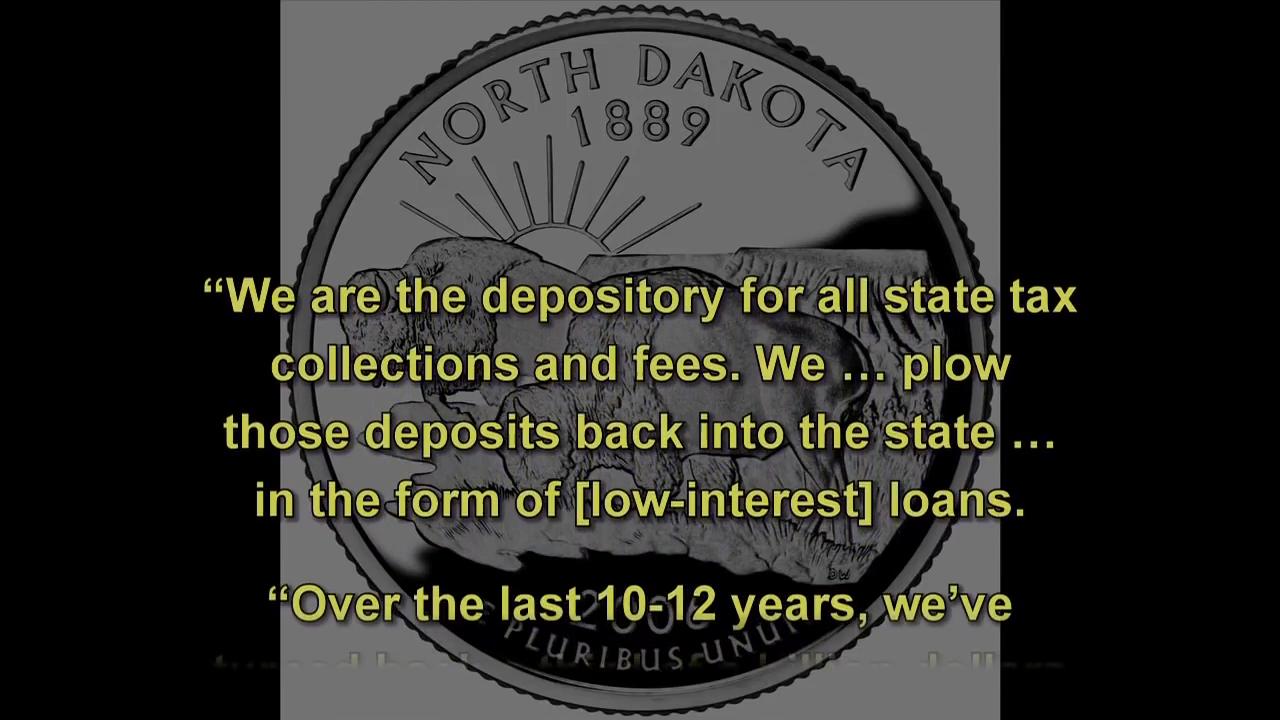 NORTH DAKOTA
1889
“We are the depository for all state tax
collections and fees. We … plow
those deposits back into the state …
in the form of [low-interest] loans.
“Over the last 10-12 years, we’ve
PLURIBUS UNUM